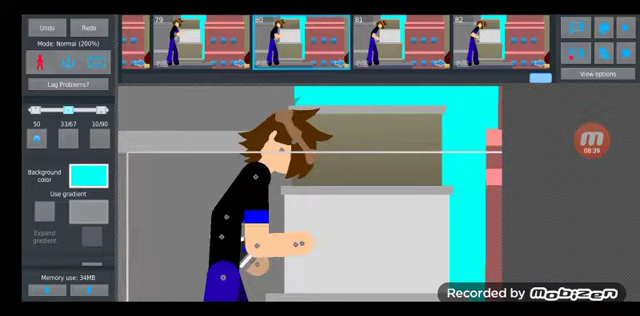 Undo Redo
79 80 81 82
Mode: Normal (200%)
Lag Problems?
View options
50 33/67 10/90
08:39
Background
color
Use gradient
Expand
gradient
Memory use: 34MB
Recorded by mobizen